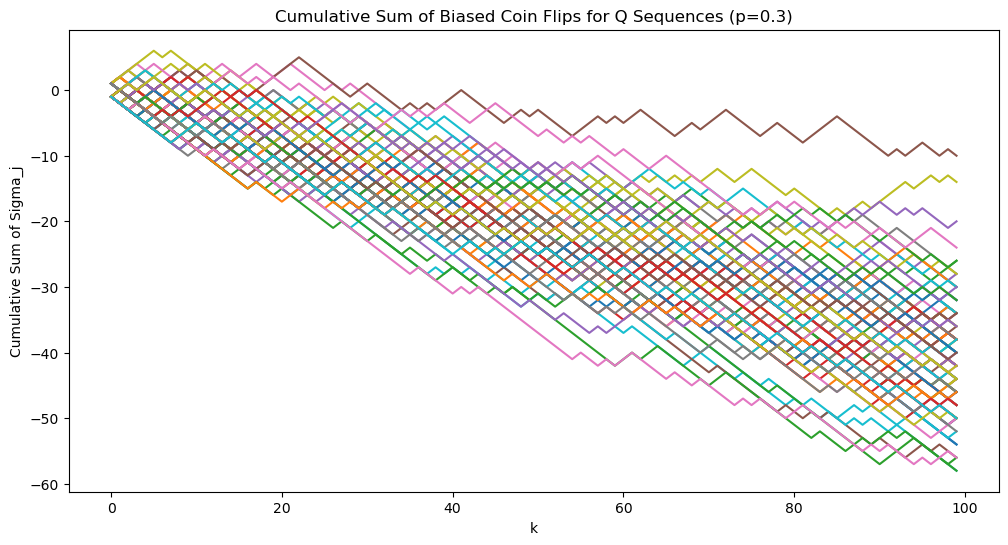 Cumulative Sum of Biased Coin Flips for Q Sequences (p=0.3)
Cumulative Sum of Sigma_j
0
−10
−20
−30
−40
−50
−60
0 20 40 60 80 100
k